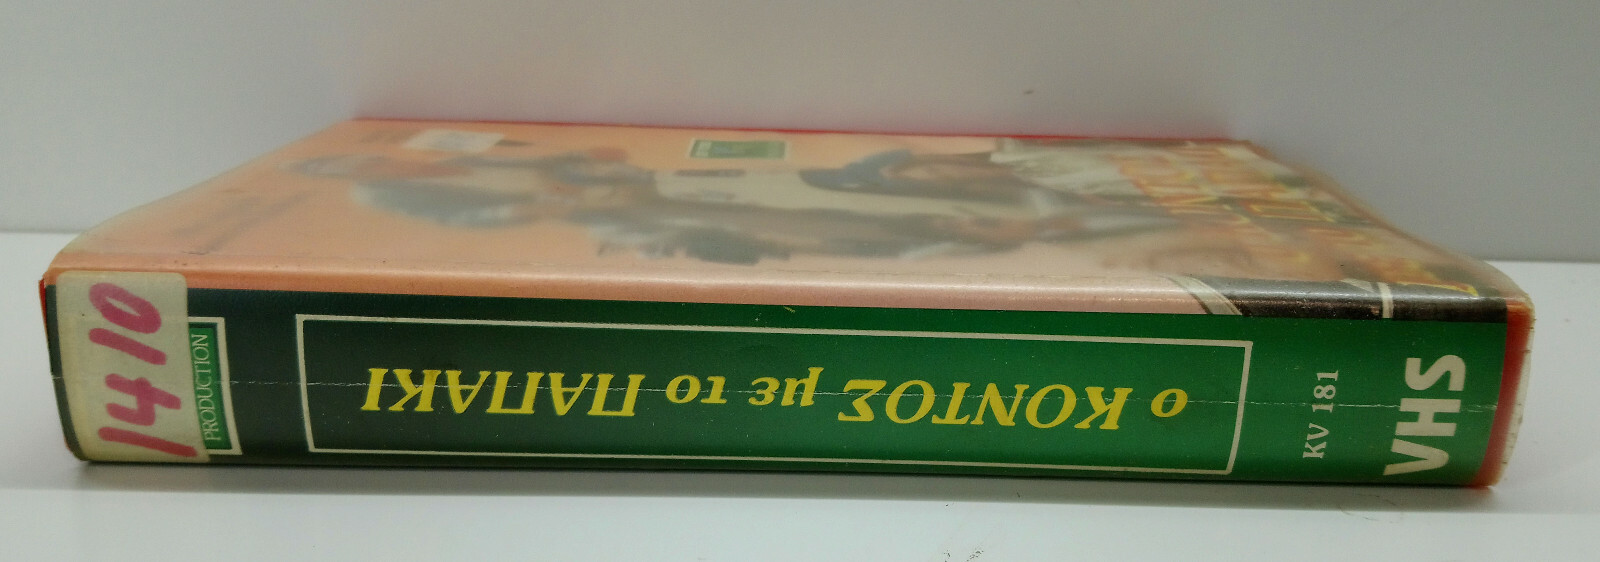 1410
PRODUCTION
ο ΚΟΝΤΟΣ με το ΠΑΠΑΚΙ
KV 181
VHS